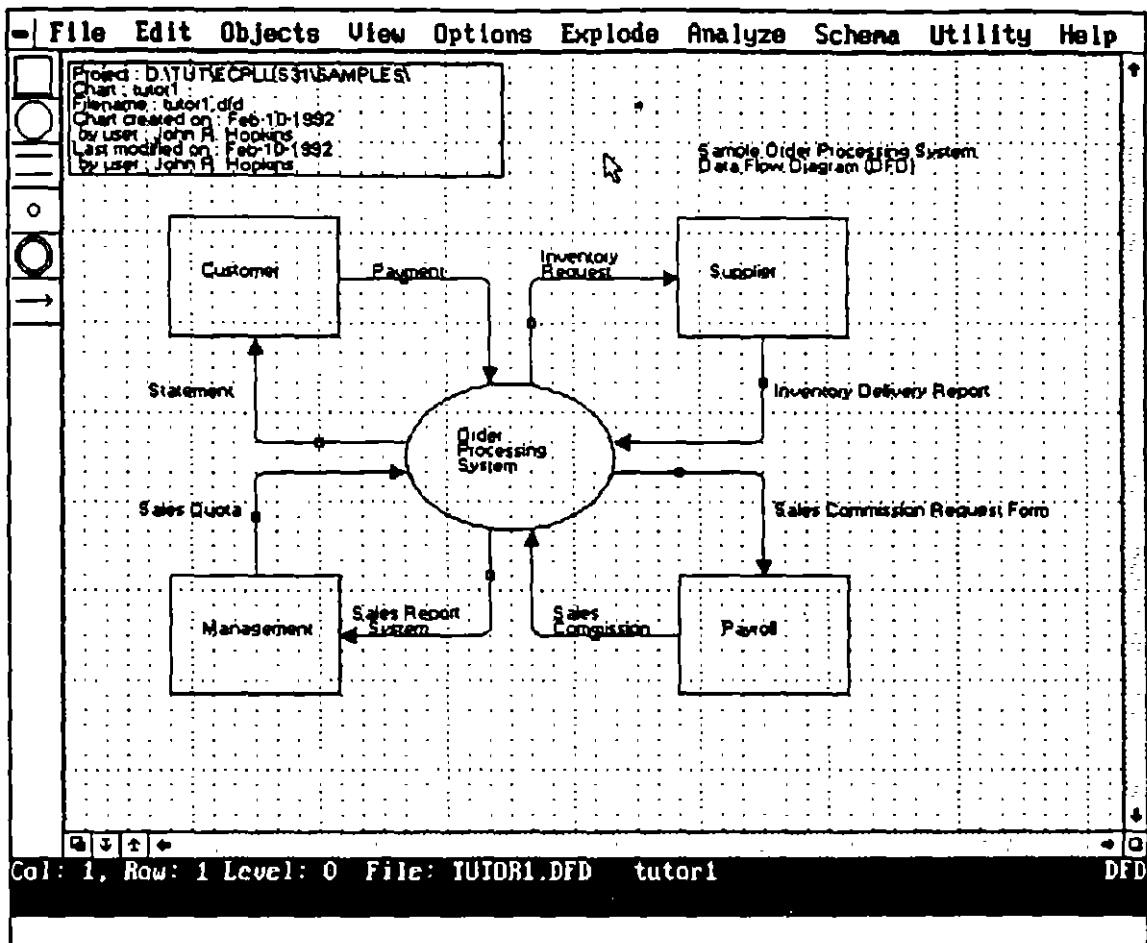 File Edit Objects View Options Explode Analyze Schema Utility Help
Project : D:\TUT\ECPLUS31\SAMPLES\
Chart : tutor1
Filename : tutor1.dfd
Chart created on : Feb-10-1992
by user : John R. Hopkins
Last modified on : Feb-10-1992
by user : John R. Hopkins
Sample Order Processing System
Data Flow Diagram (DFD)
Customer
Payment
Inventory
Request
Supplier
Statement
Inventory Delivery Report
Order
Processing
System
Sales Quota
Sales Commission Request Form
Management
Sales Report
System
Sales
Commission
Payroll
Col: 1, Row: 1 Level: 0 File: TUTOR1.DFD tutor1 DFD